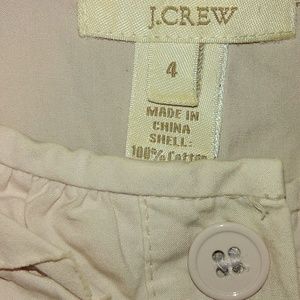 J.CREW
4
MADE IN
CHINA
SHELL:
100% Cotton